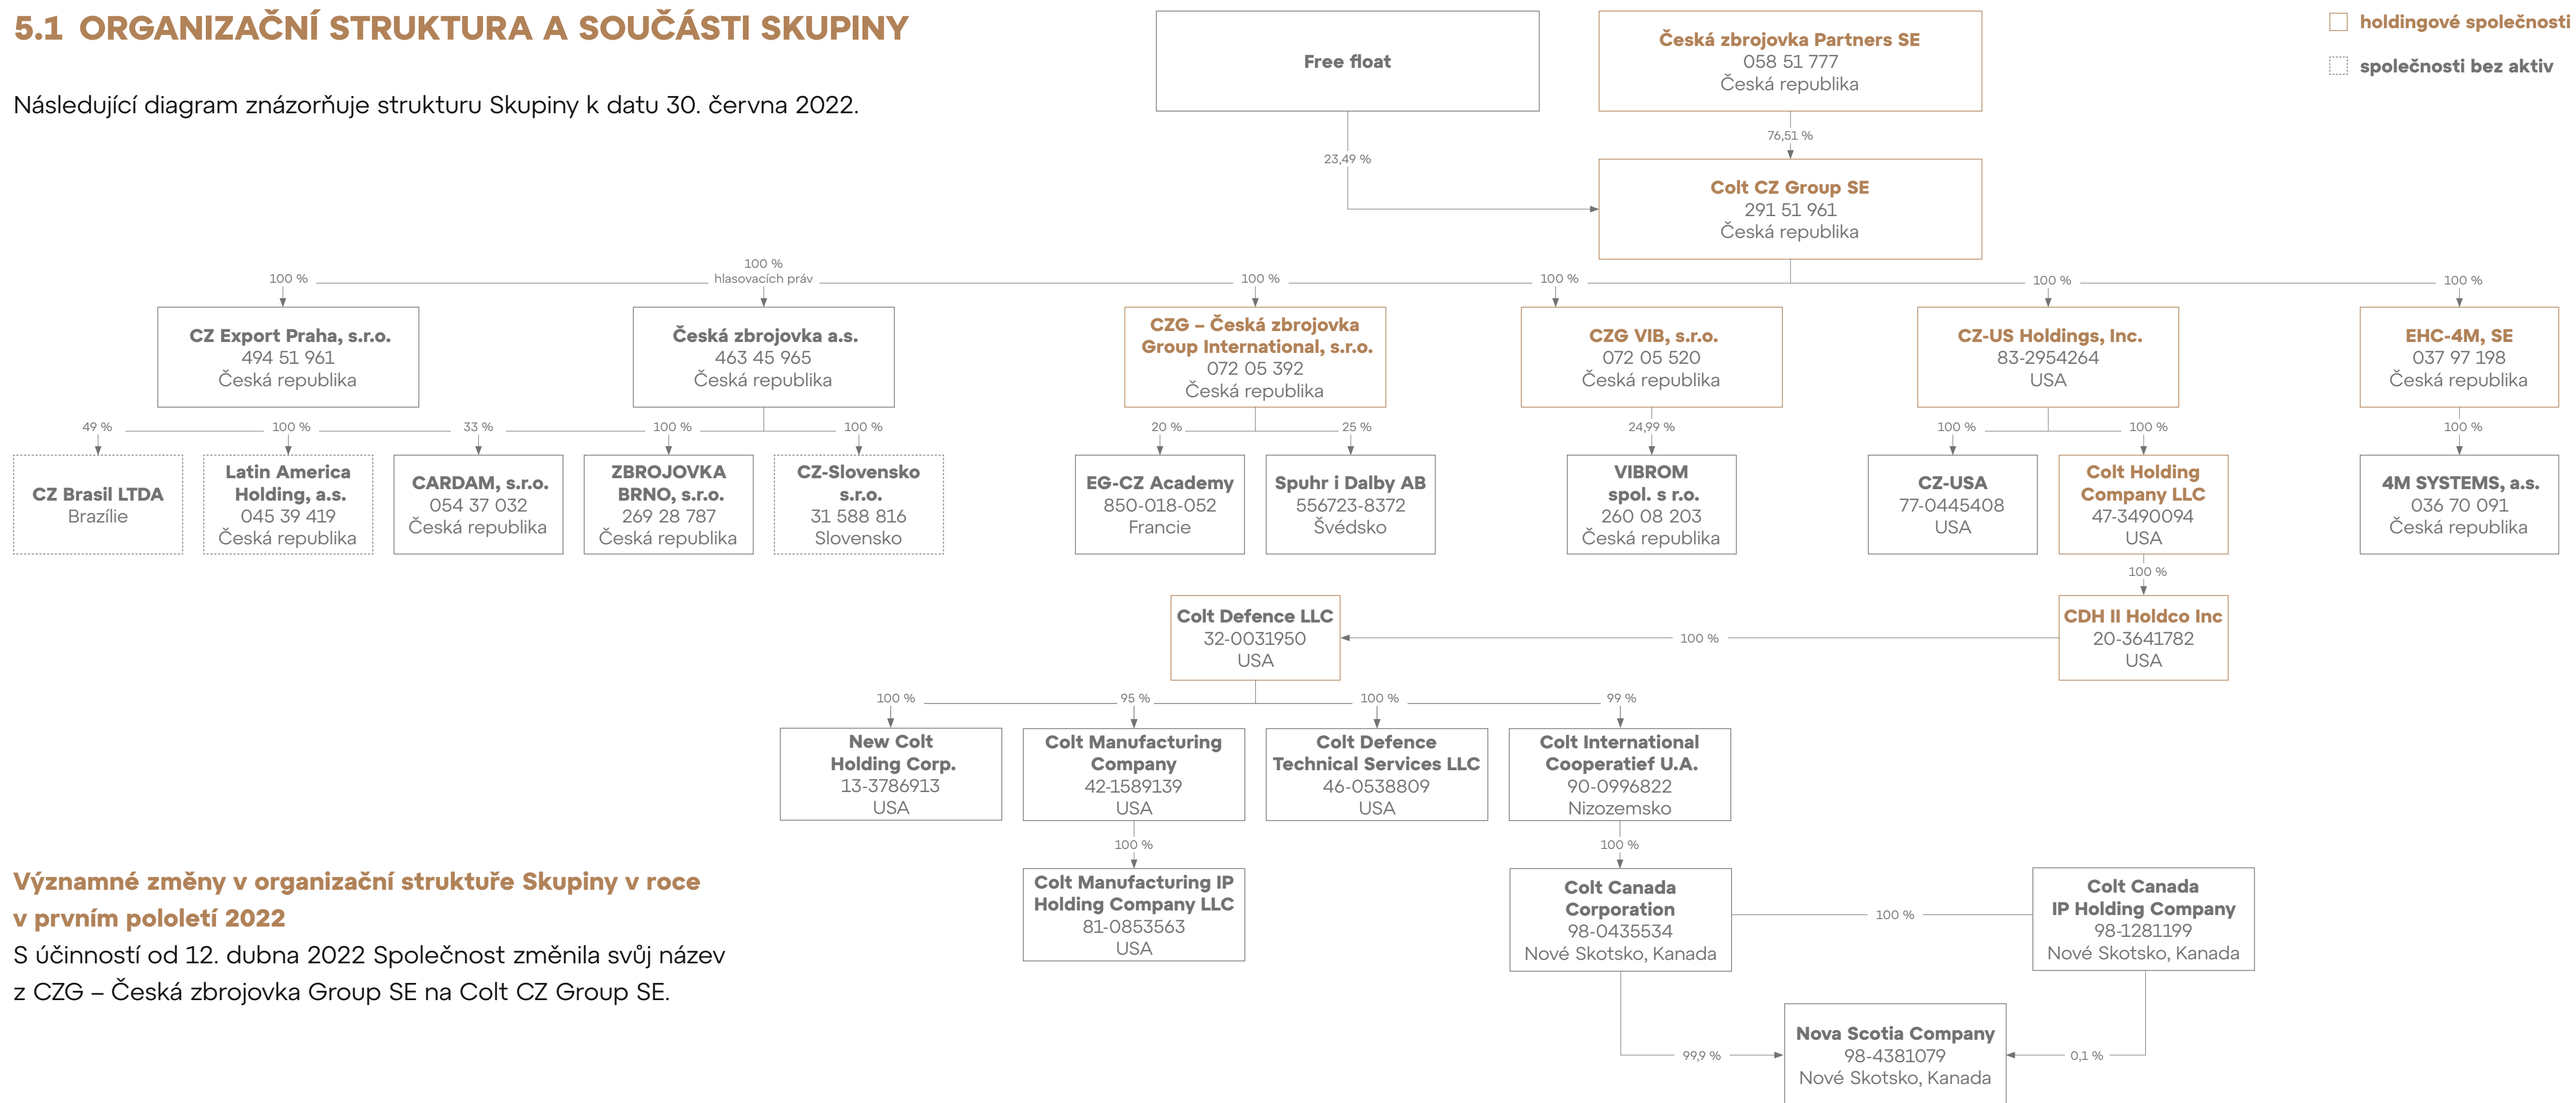 5.1 ORGANIZAČNÍ STRUKTURA A SOUČÁSTI SKUPINY
Následující diagram znázorňuje strukturu Skupiny k datu 30. června 2022.
holdingové společnosti
společnosti bez aktiv
Free float
Česká zbrojovka Partners SE
058 51 777
Česká republika
76,51 %
23,49 %
Colt CZ Group SE
291 51 961
Česká republika
100 %
100 %
hlasovacích práv
100 %
100 %
100 %
100 %
CZ Export Praha, s.r.o.
494 51 961
Česká republika
Česká zbrojovka a.s.
463 45 965
Česká republika
CZG – Česká zbrojovka
Group International, s.r.o.
072 05 392
Česká republika
CZG VIB, s.r.o.
072 05 520
Česká republika
CZ-US Holdings, Inc.
83-2954264
USA
EHC-4M, SE
037 97 198
Česká republika
49 %
100 %
33 %
100 %
100 %
20 %
25 %
24,99 %
100 %
100 %
100 %
CZ Brasil LTDA
Brazílie
Latin America
Holding, a.s.
045 39 419
Česká republika
CARDAM, s.r.o.
054 37 032
Česká republika
ZBROJOVKA
BRNO, s.r.o.
269 28 787
Česká republika
CZ-Slovensko
s.r.o.
31 588 816
Slovensko
EG-CZ Academy
850-018-052
Francie
Spuhr i Dalby AB
556723-8372
Švédsko
VIBROM
spol. s r.o.
260 08 203
Česká republika
CZ-USA
77-0445408
USA
Colt Holding
Company LLC
47-3490094
USA
4M SYSTEMS, a.s.
036 70 091
Česká republika
100 %
Colt Defence LLC
32-0031950
USA
100 %
CDH II Holdco Inc
20-3641782
USA
100 %
95 %
100 %
99 %
New Colt
Holding Corp.
13-3786913
USA
Colt Manufacturing
Company
42-1589139
USA
Colt Defence
Technical Services LLC
46-0538809
USA
Colt International
Cooperatief U.A.
90-0996822
Nizozemsko
100 %
100 %
Colt Manufacturing IP
Holding Company LLC
81-0853563
USA
Colt Canada
Corporation
98-0435534
Nové Skotsko, Kanada
100 %
Colt Canada
IP Holding Company
98-1281199
Nové Skotsko, Kanada
99,9 %
Nova Scotia Company
98-4381079
Nové Skotsko, Kanada
0,1 %
Významné změny v organizační struktuře Skupiny v roce
v prvním pololetí 2022
S účinností od 12. dubna 2022 Společnost změnila svůj název
z CZG – Česká zbrojovka Group SE na Colt CZ Group SE.